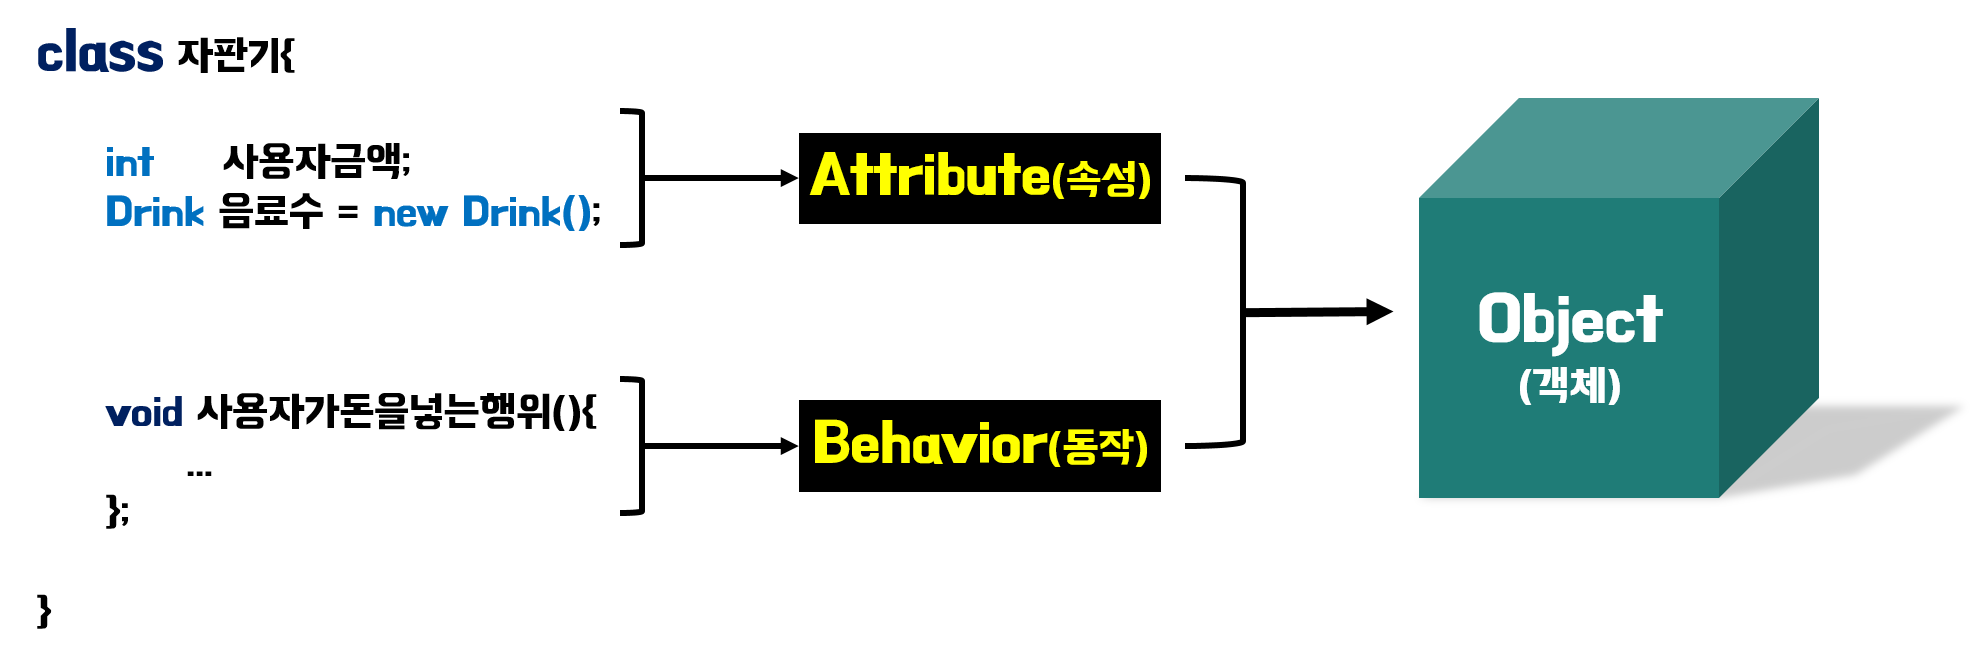 class 자판기{
int 사용자금액;
Drink 음료수 = new Drink();
void 사용자가돈을넣는행위(){
...
};
}
Attribute(속성)
Behavior(동작)
Object
(객체)